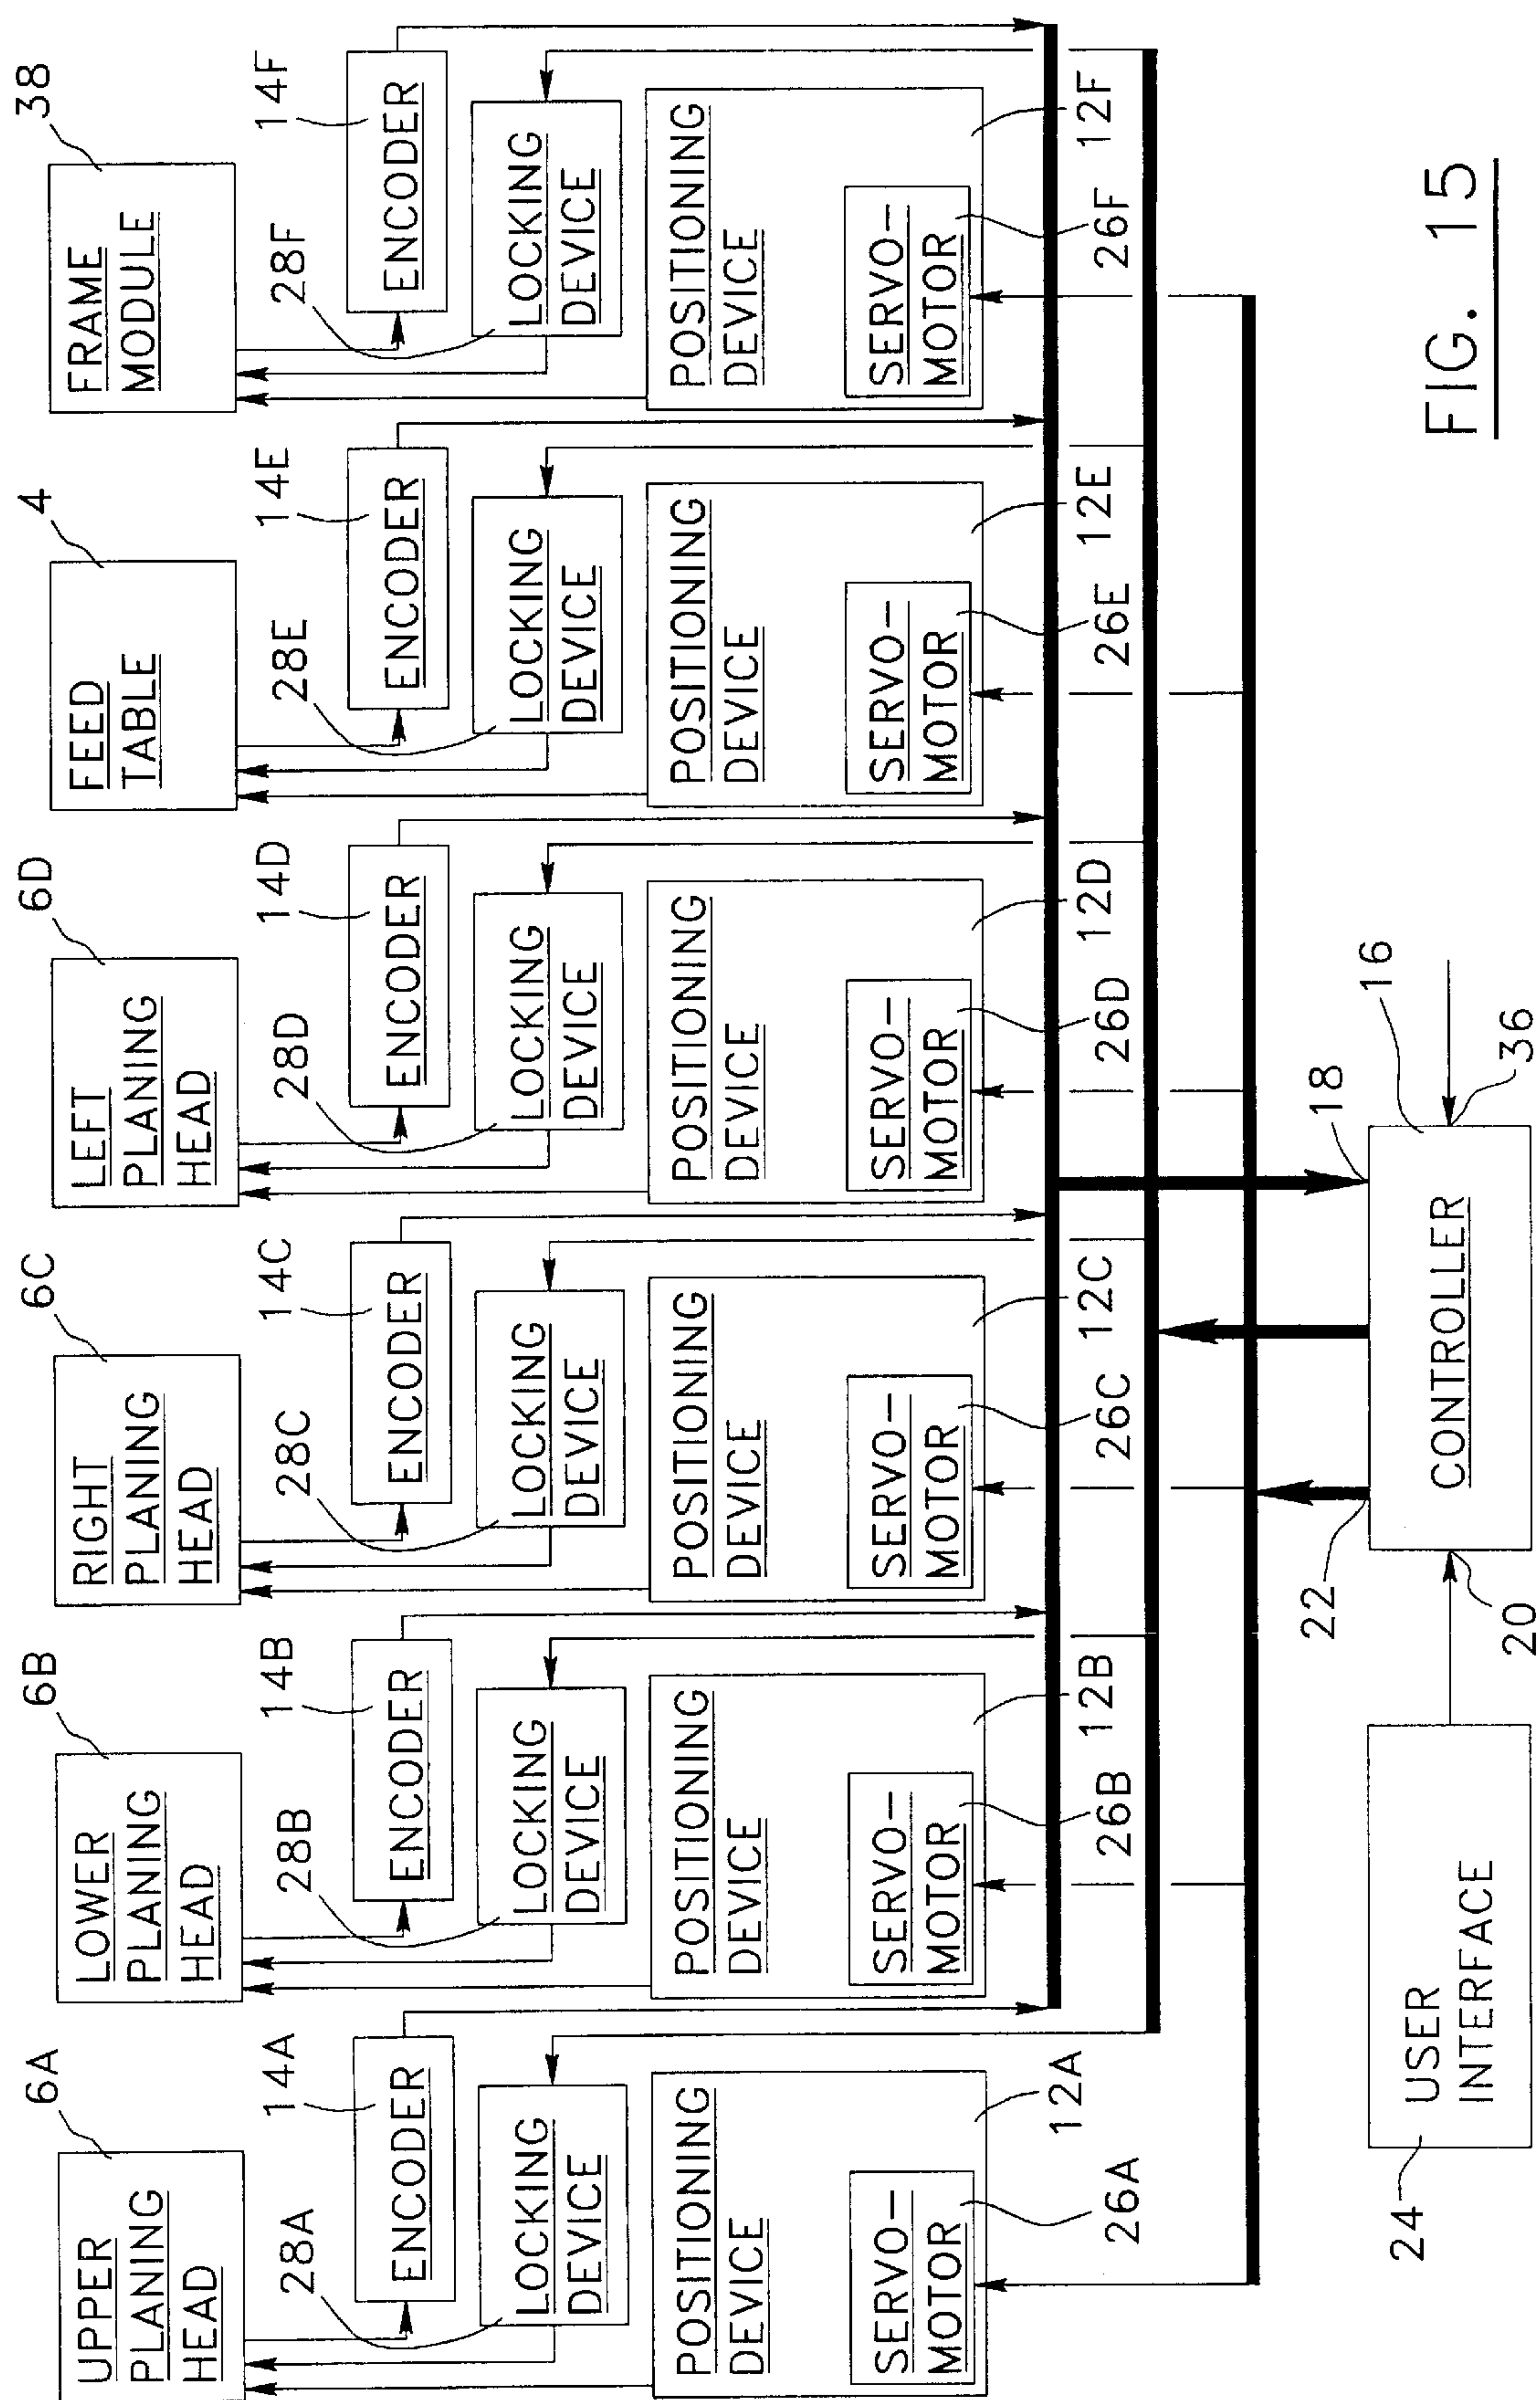 6A
UPPER
PLANING
HEAD
14A
ENCODER
28A
LOCKING
DEVICE
POSITIONING
DEVICE
SERVO-
MOTOR
12A
26A
6B
LOWER
PLANING
HEAD
14B
ENCODER
28B
LOCKING
DEVICE
POSITIONING
DEVICE
SERVO-
MOTOR
12B
26B
6C
RIGHT
PLANING
HEAD
14C
ENCODER
28C
LOCKING
DEVICE
POSITIONING
DEVICE
SERVO-
MOTOR
12C
26C
6D
LEFT
PLANING
HEAD
14D
ENCODER
28D
LOCKING
DEVICE
POSITIONING
DEVICE
SERVO-
MOTOR
12D
26D
4
FEED
TABLE
14E
ENCODER
28E
LOCKING
DEVICE
POSITIONING
DEVICE
SERVO-
MOTOR
12E
26E
38
FRAME
MODULE
14F
ENCODER
28F
LOCKING
DEVICE
POSITIONING
DEVICE
SERVO-
MOTOR
12F
26F
24
USER
INTERFACE
22
20
CONTROLLER
18
16
36
FIG. 15